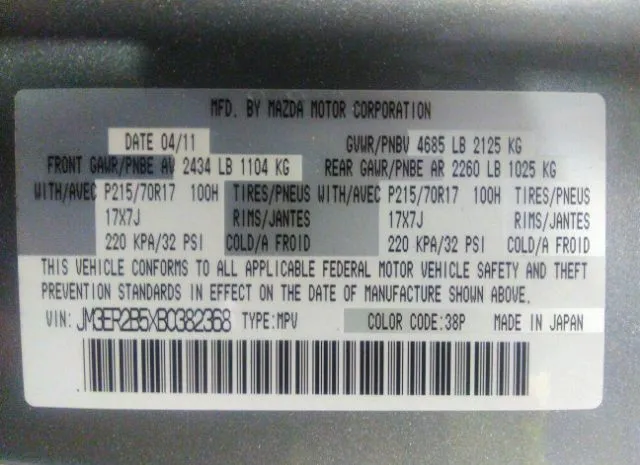 MFD. BY MAZDA MOTOR CORPORATION
DATE 04/11 GVWR/PNBV 4685 LB 2125 KG
FRONT GAWR/PNBE AV 2434 LB 1104 KG REAR GAWR/PNBE AR 2260 LB 1025 KG
WITH/AVEC P215/70R17 100H TIRES/PNEUS WITH/AVEC P215/70R17 100H TIRES/PNEUS
17X7J RIMS/JANTES 17X7J RIMS/JANTES
220 KPA/32 PSI COLD/A FROID 220 KPA/32 PSI COLD/A FROID
THIS VEHICLE CONFORMS TO ALL APPLICABLE FEDERAL MOTOR VEHICLE SAFETY AND THEFT
PREVENTION STANDARDS IN EFFECT ON THE DATE OF MANUFACTURE SHOWN ABOVE.
VIN: JM3ER2B5XB0382368 TYPE:MPV COLOR CODE:38P MADE IN JAPAN